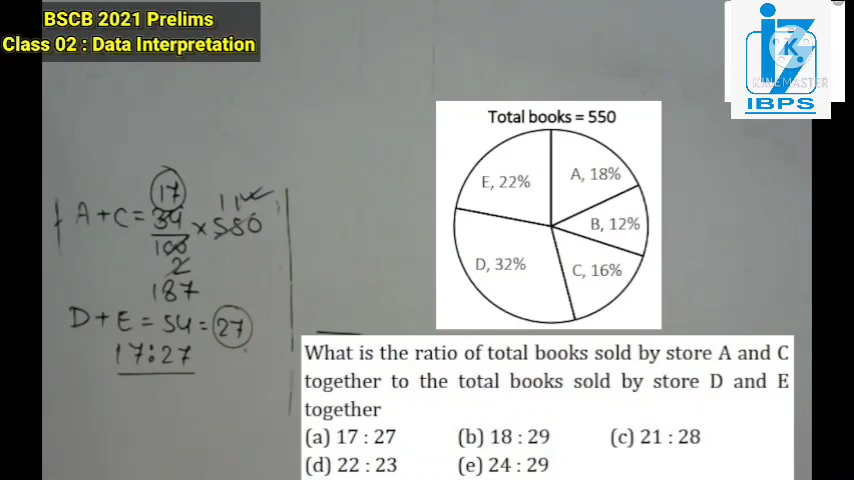 BSCB 2021 Prelims
Class 02 : Data Interpretation
KINEMASTER
IBPS
Total books = 550
E, 22%
A, 18%
B, 12%
D, 32%
C, 16%
17
A+C = 34/100 × 550
11
2
187
D+E = 54 = 27
17:27
What is the ratio of total books sold by store A and C
together to the total books sold by store D and E
together
(a) 17 : 27 (b) 18 : 29 (c) 21 : 28
(d) 22 : 23 (e) 24 : 29